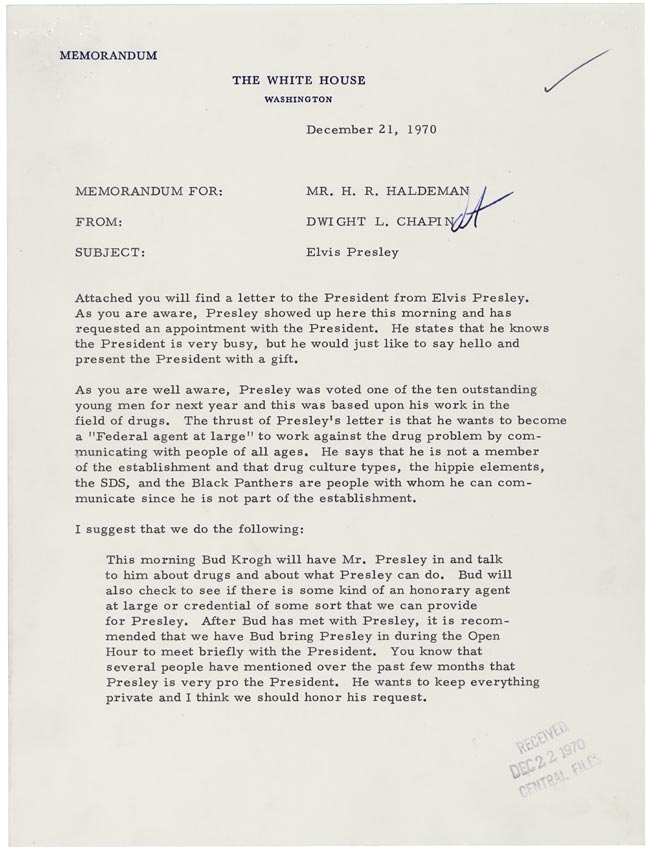 MEMORANDUM
THE WHITE HOUSE
WASHINGTON
December 21, 1970
MEMORANDUM FOR: MR. H. R. HALDEMAN
FROM: DWIGHT L. CHAPIN
SUBJECT: Elvis Presley
Attached you will find a letter to the President from Elvis Presley.
As you are aware, Presley showed up here this morning and has
requested an appointment with the President. He states that he knows
the President is very busy, but he would just like to say hello and
present the President with a gift.
As you are well aware, Presley was voted one of the ten outstanding
young men for next year and this was based upon his work in the
field of drugs. The thrust of Presley's letter is that he wants to become
a "Federal agent at large" to work against the drug problem by com-
municating with people of all ages. He says that he is not a member
of the establishment and that drug culture types, the hippie elements,
the SDS, and the Black Panthers are people with whom he can com-
municate since he is not part of the establishment.
I suggest that we do the following:
This morning Bud Krogh will have Mr. Presley in and talk
to him about drugs and about what Presley can do. Bud will
also check to see if there is some kind of an honorary agent
at large or credential of some sort that we can provide
for Presley. After Bud has met with Presley, it is recom-
mended that we have Bud bring Presley in during the Open
Hour to meet briefly with the President. You know that
several people have mentioned over the past few months that
Presley is very pro the President. He wants to keep everything
private and I think we should honor his request.
RECEIVED
DEC 22 1970
CENTRAL FILES